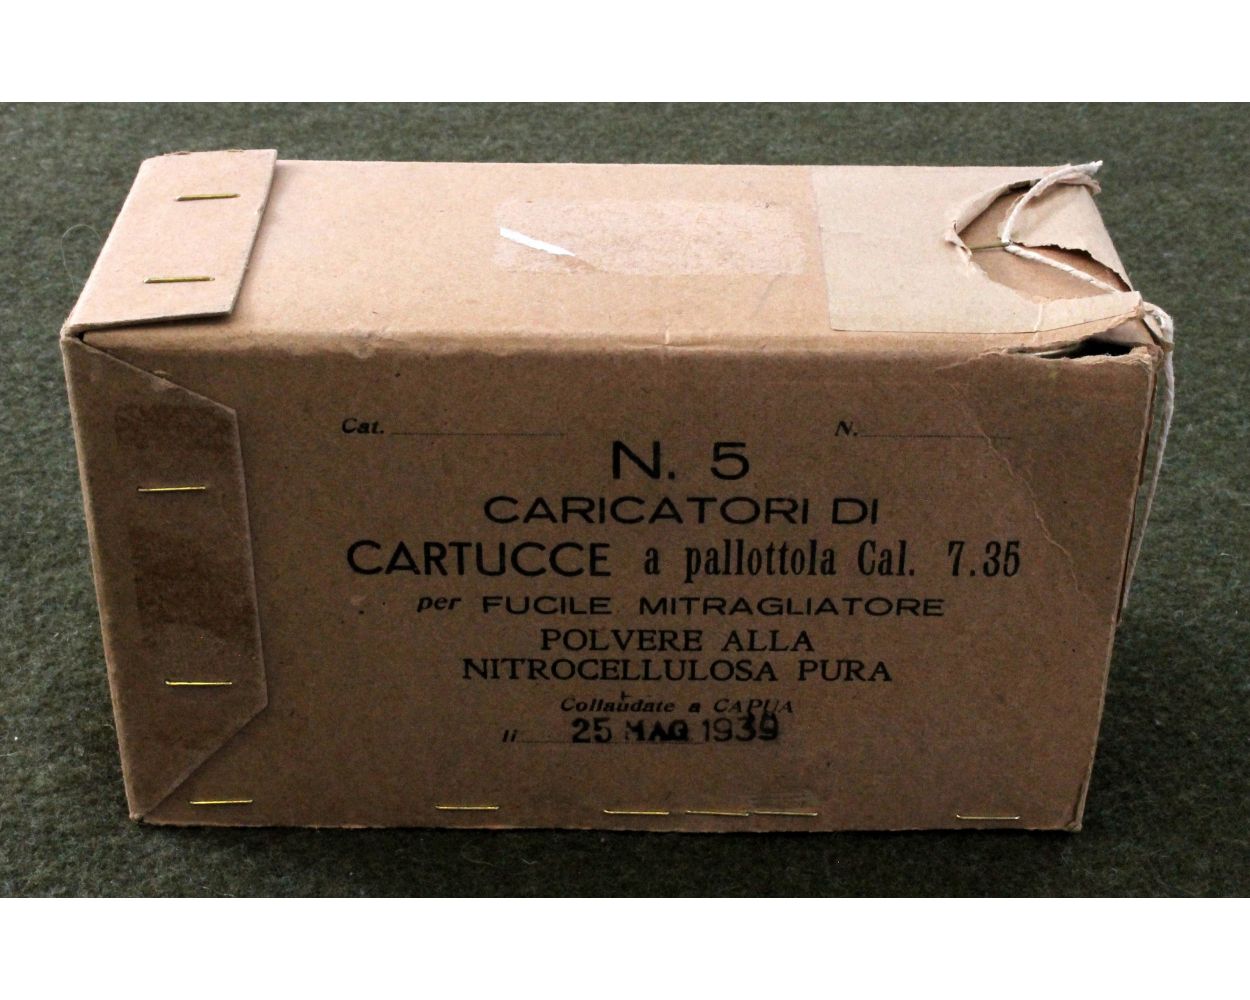 Cat. N.
N. 5
CARICATORI DI
CARTUCCE a pallottola Cal. 7.35
per FUCILE MITRAGLIATORE
POLVERE ALLA
NITROCELLULOSA PURA
Collaudate a CAPUA
li 25 MAG 1939